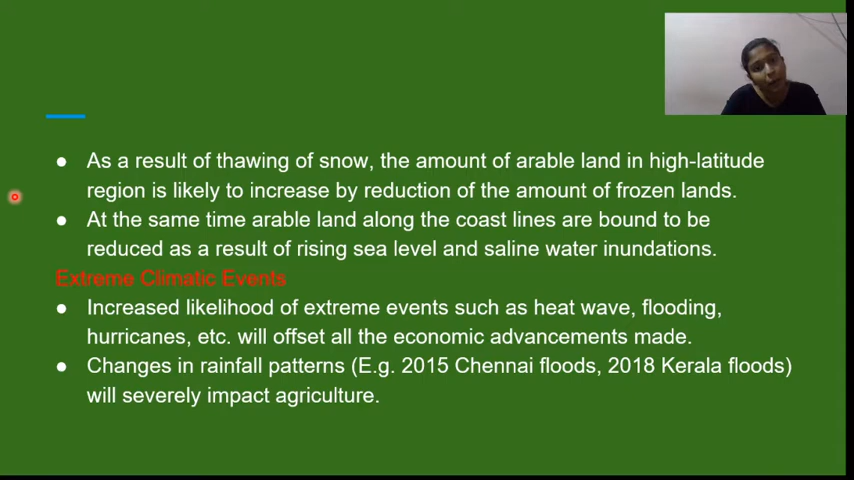 As a result of thawing of snow, the amount of arable land in high-latitude
region is likely to increase by reduction of the amount of frozen lands.
At the same time arable land along the coast lines are bound to be
reduced as a result of rising sea level and saline water inundations.
Extreme Climatic Events
Increased likelihood of extreme events such as heat wave, flooding,
hurricanes, etc. will offset all the economic advancements made.
Changes in rainfall patterns (E.g. 2015 Chennai floods, 2018 Kerala floods)
will severely impact agriculture.